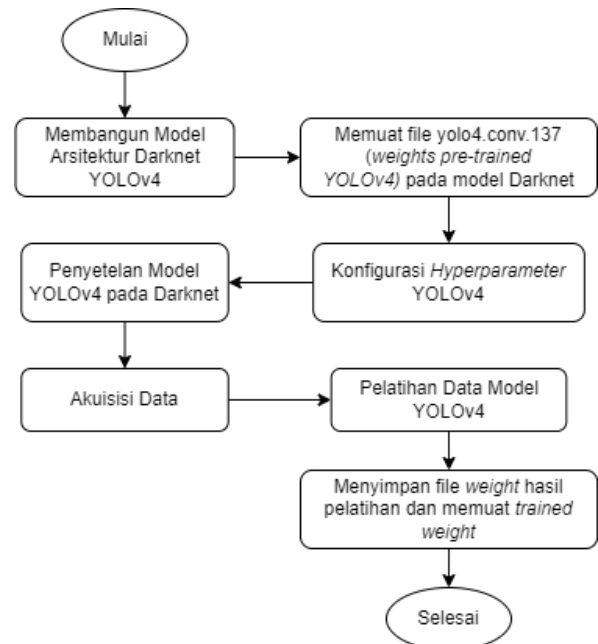 Mulai
Membangun Model
Arsitektur Darknet
YOLOv4
Memuat file yolo4.conv.137
(weights pre-trained
YOLOv4) pada model Darknet
Konfigurasi Hyperparameter
YOLOv4
Penyetelan Model
YOLOv4 pada Darknet
Akuisisi Data
Pelatihan Data Model
YOLOv4
Menyimpan file weight hasil
pelatihan dan memuat trained
weight
Selesai